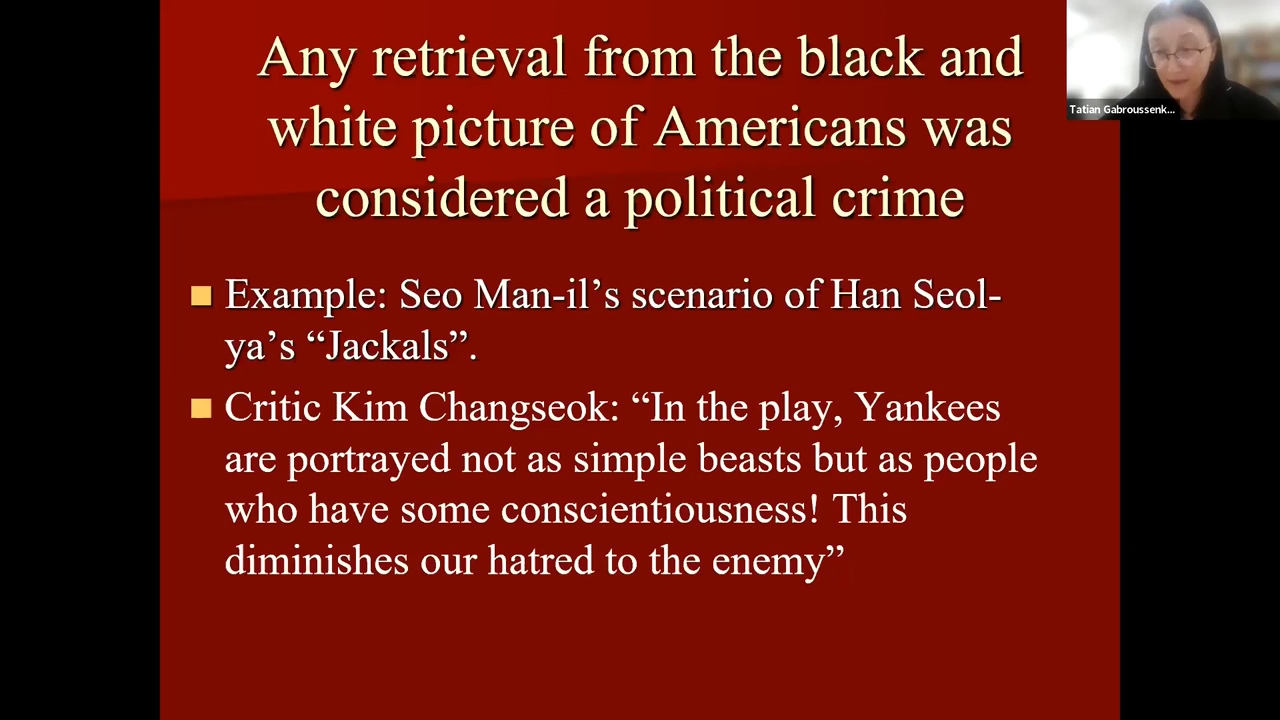 Any retrieval from the black and
white picture of Americans was
considered a political crime
Tatian Gabroussenk...
Example: Seo Man-il’s scenario of Han Seol-
ya’s “Jackals”.
Critic Kim Changseok: “In the play, Yankees
are portrayed not as simple beasts but as people
who have some conscientiousness! This
diminishes our hatred to the enemy”